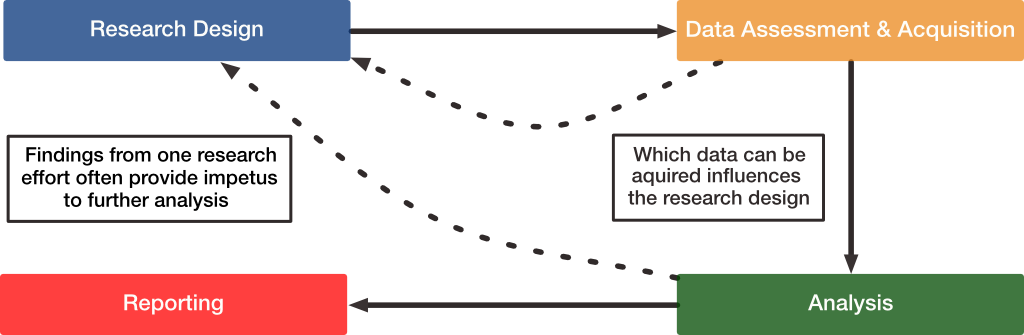 Research Design
Data Assessment & Acquisition
Findings from one research
effort often provide impetus
to further analysis
Which data can be
aquired influences
the research design
Reporting
Analysis